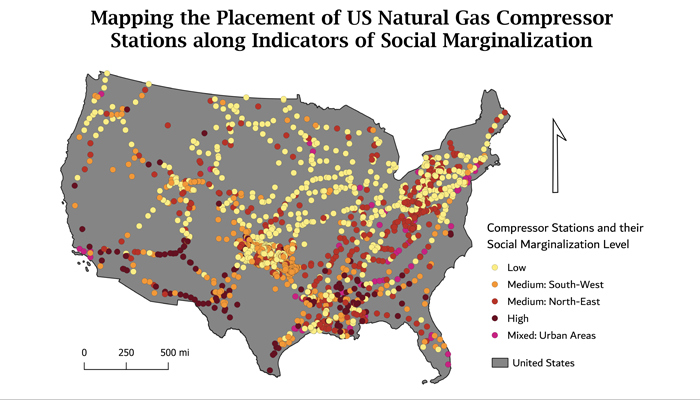 Mapping the Placement of US Natural Gas Compressor
Stations along Indicators of Social Marginalization
Compressor Stations and their
Social Marginalization Level
Low
Medium: South-West
Medium: North-East
High
Mixed: Urban Areas
United States
0 250 500 mi